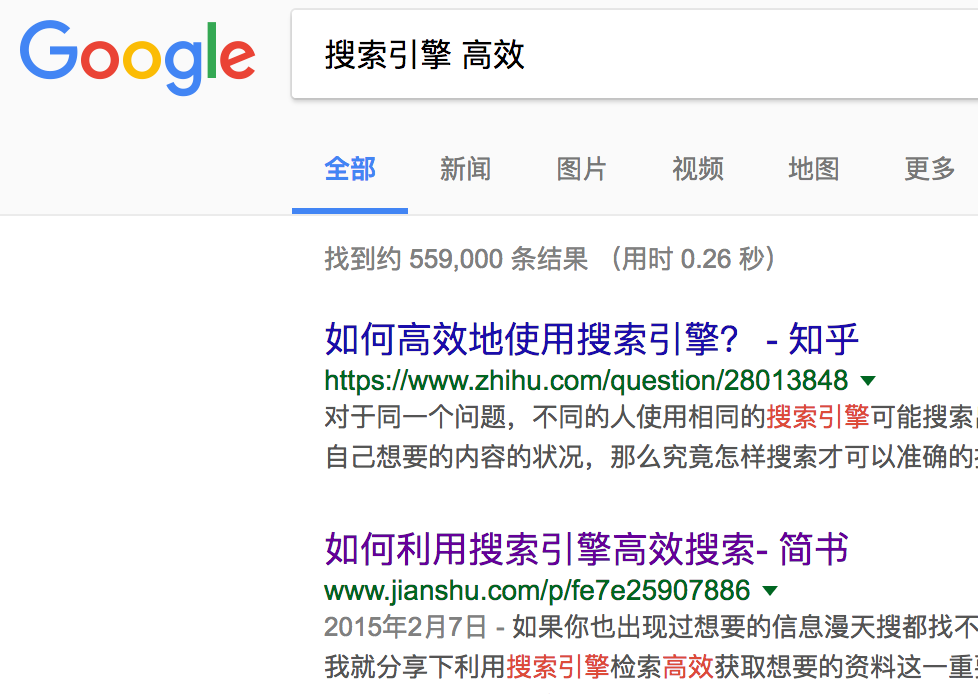 Google
搜索引擎 高效
全部 新闻 图片 视频 地图 更多
找到约 559,000 条结果 （用时 0.26 秒）
如何高效地使用搜索引擎？ - 知乎
https://www.zhihu.com/question/28013848
对于同一个问题，不同的人使用相同的搜索引擎可能搜索
自己想要的内容的状况，那么究竟怎样搜索才可以准确的
如何利用搜索引擎高效搜索- 简书
www.jianshu.com/p/fe7e25907886
2015年2月7日 - 如果你也出现过想要的信息漫天搜都找不
我就分享下利用搜索引擎检索高效获取想要的资料这一重